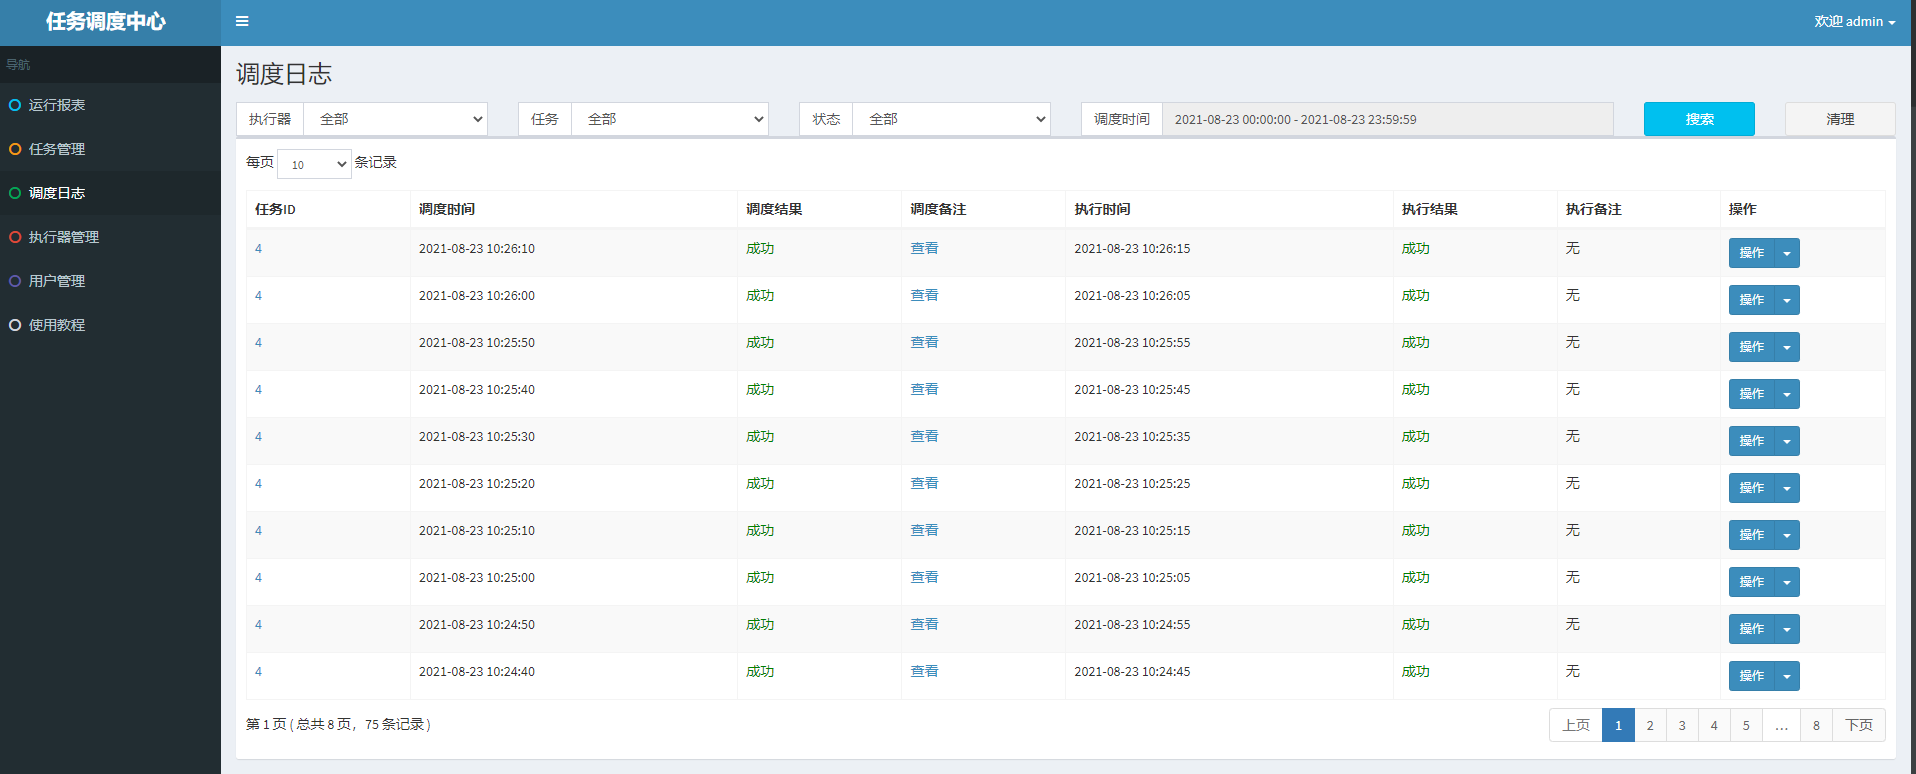 任务调度中心
欢迎 admin
导航
运行报表
任务管理
调度日志
执行器管理
用户管理
使用教程
调度日志
执行器 全部 任务 全部 状态 全部 调度时间 2021-08-23 00:00:00 - 2021-08-23 23:59:59 搜索 清理
每页 10 条记录
任务ID 调度时间 调度结果 调度备注 执行时间 执行结果 执行备注 操作
4 2021-08-23 10:26:10 成功 查看 2021-08-23 10:26:15 成功 无 操作
4 2021-08-23 10:26:00 成功 查看 2021-08-23 10:26:05 成功 无 操作
4 2021-08-23 10:25:50 成功 查看 2021-08-23 10:25:55 成功 无 操作
4 2021-08-23 10:25:40 成功 查看 2021-08-23 10:25:45 成功 无 操作
4 2021-08-23 10:25:30 成功 查看 2021-08-23 10:25:35 成功 无 操作
4 2021-08-23 10:25:20 成功 查看 2021-08-23 10:25:25 成功 无 操作
4 2021-08-23 10:25:10 成功 查看 2021-08-23 10:25:15 成功 无 操作
4 2021-08-23 10:25:00 成功 查看 2021-08-23 10:25:05 成功 无 操作
4 2021-08-23 10:24:50 成功 查看 2021-08-23 10:24:55 成功 无 操作
4 2021-08-23 10:24:40 成功 查看 2021-08-23 10:24:45 成功 无 操作
第 1 页 ( 总共 8 页，75 条记录 ) 上页 1 2 3 4 5 … 8 下页